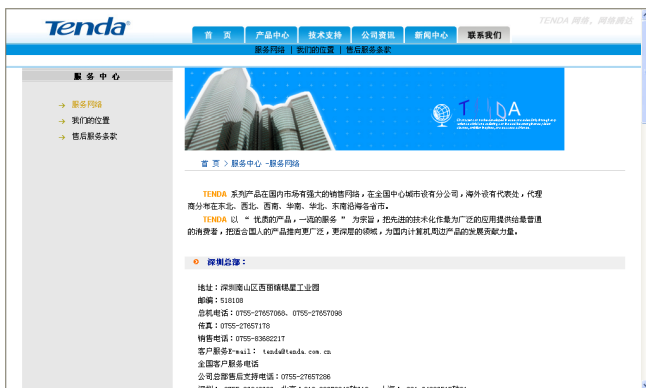 Tenda®
TENDA 网络，网络腾达
首 页 产品中心 技术支持 公司资讯 新闻中心 联系我们
服务网络 | 我们的位置 | 售后服务条款
服 务 中 心
→ 服务网络
→ 我们的位置
→ 售后服务条款
TENDA
首 页 > 服务中心 -服务网络
TENDA 系列产品在国内市场有强大的销售网络，在全国中心城市设有分公司，海外设有代表处，代理
商分布在东北、西北、西南、华南、华北、东南沿海各省市。
TENDA 以 “ 优质的产品，一流的服务 ” 为宗旨，把先进的技术化作最为广泛的应用提供给最普通
的消费者，把适合国人的产品推向更广泛，更深层的领域，为国内计算机周边产品的发展贡献力量。
深圳总部：
地址：深圳南山区西丽镇锦星工业园
邮编：518108
总机电话：0755-27657068、0755-27657098
传真：0755-27657178
销售电话：0755-83682217
客户服务E-mail： tenda@tenda.com.cn
全国客户服务电话
公司总部售后支持电话：0755-27657286